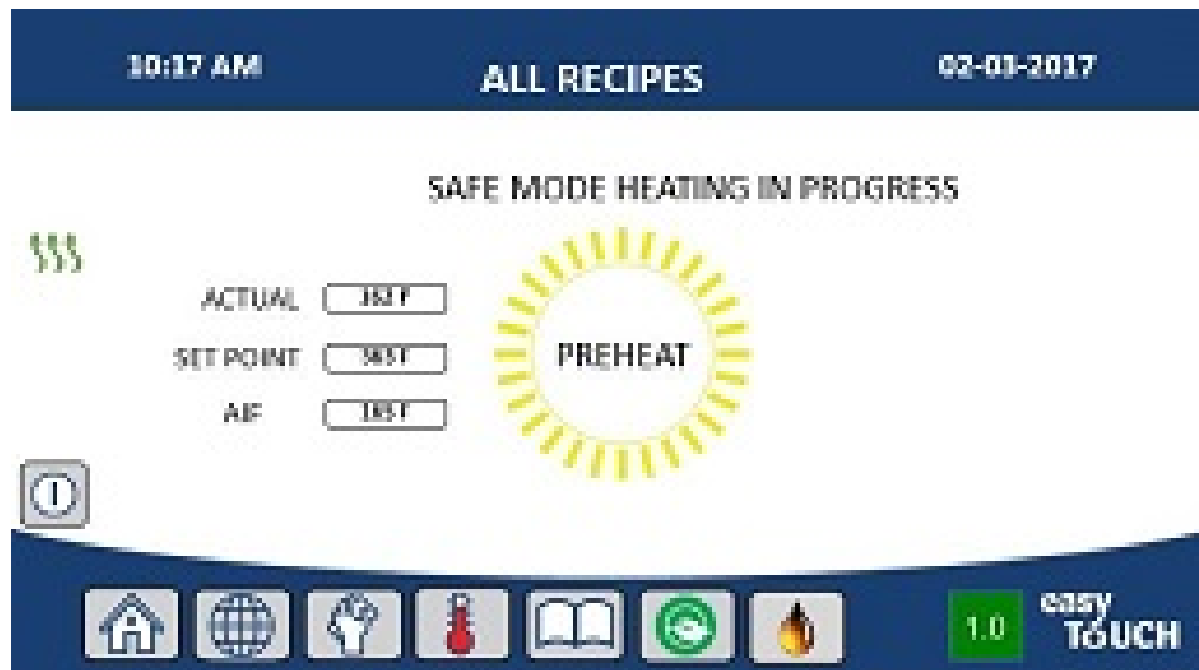 10:17 AM
ALL RECIPES
02-03-2017
SAFE MODE HEATING IN PROGRESS
ACTUAL
SET POINT
AIF
PREHEAT
1.0
easy
TOUCH